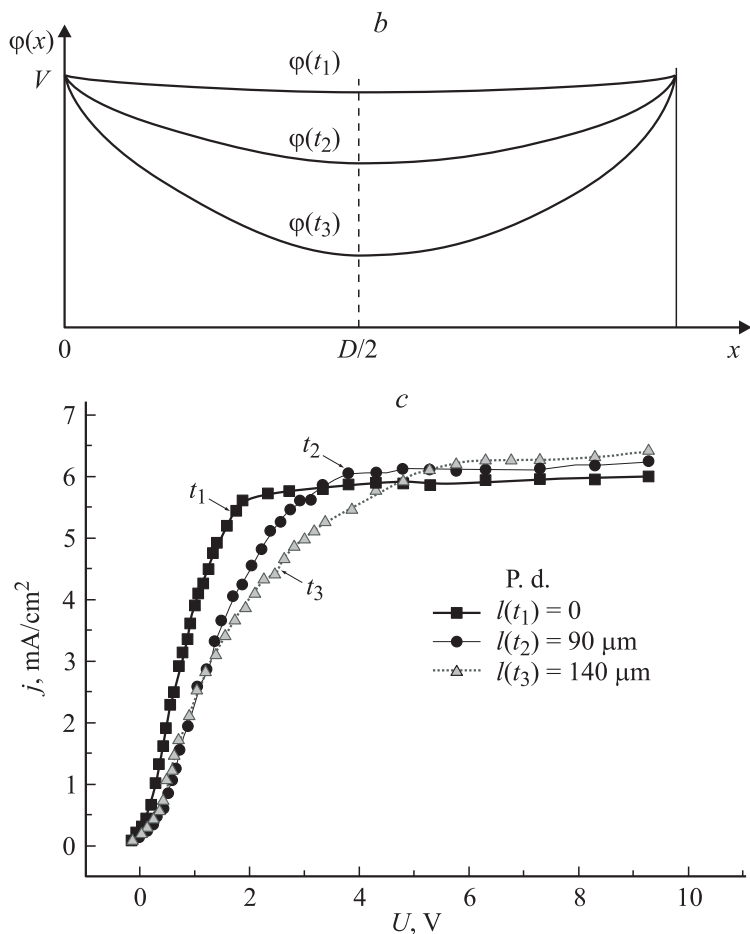 b
φ(x)
V
φ(t₁)
φ(t₂)
φ(t₃)
0 D/2 x
c
7
6
5
4
3
2
1
0
j, mA/cm²
t₁
t₂
t₃
P. d.
l(t₁) = 0
l(t₂) = 90 μm
l(t₃) = 140 μm
0 2 4 6 8 10
U, V